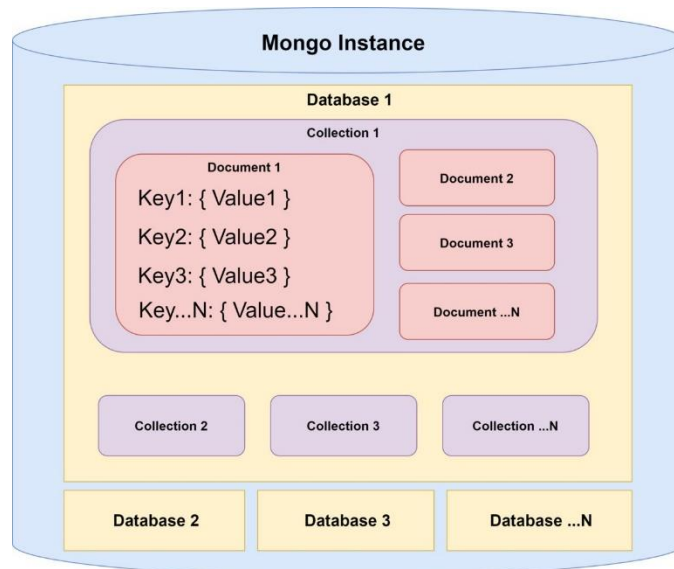 Mongo Instance
Database 1
Collection 1
Document 1
Key1: { Value1 }
Key2: { Value2 }
Key3: { Value3 }
Key...N: { Value...N }
Document 2
Document 3
Document ...N
Collection 2
Collection 3
Collection ...N
Database 2
Database 3
Database ...N